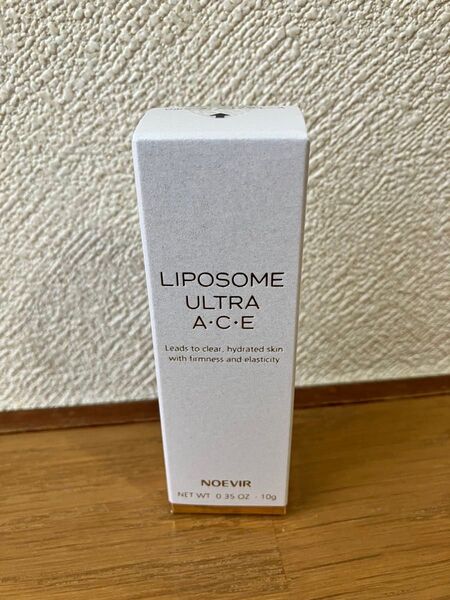 LIPOSOME
ULTRA
A·C·E
Leads to clear, hydrated skin
with firmness and elasticity
NOEVIR
NET WT. 0.35 OZ. · 10g